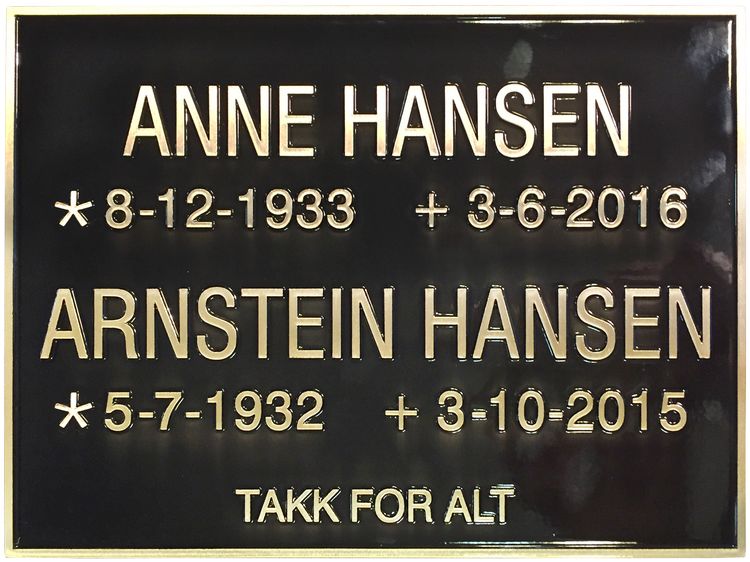 ANNE HANSEN
* 8-12-1933 + 3-6-2016
ARNSTEIN HANSEN
* 5-7-1932 + 3-10-2015
TAKK FOR ALT